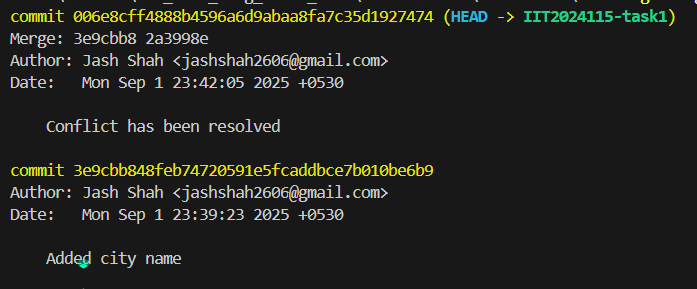 commit 006e8cff4888b4596a6d9abaa8fa7c35d1927474 (HEAD -> IIT2024115-task1)
Merge: 3e9cbb8 2a3998e
Author: Jash Shah <jashshah2606@gmail.com>
Date:   Mon Sep 1 23:42:05 2025 +0530
    Conflict has been resolved
commit 3e9cbb848feb74720591e5fcaddbce7b010be6b9
Author: Jash Shah <jashshah2606@gmail.com>
Date:   Mon Sep 1 23:39:23 2025 +0530
    Added city name